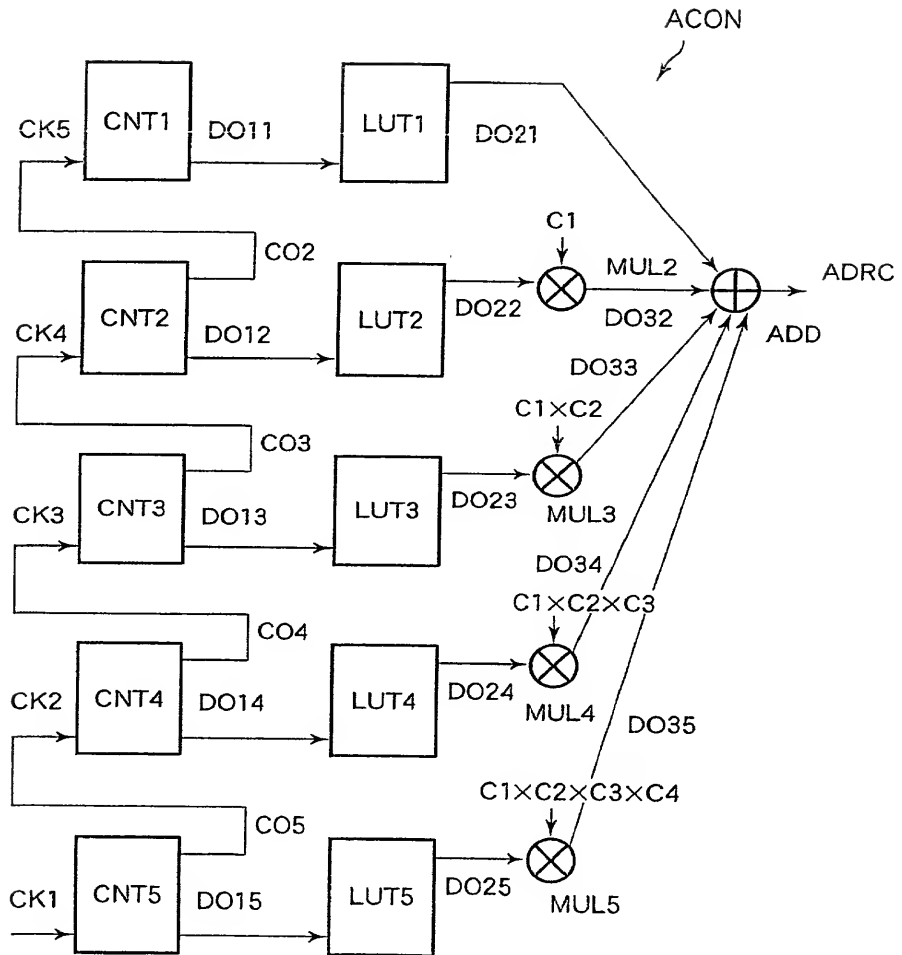 ACON
CK5
CNT1
DO11
LUT1
DO21
CO2
C1
MUL2
ADRC
CK4
CNT2
DO12
LUT2
DO22
DO32
ADD
CO3
DO33
C1×C2
CK3
CNT3
DO13
LUT3
DO23
MUL3
CO4
DO34
C1×C2×C3
CK2
CNT4
DO14
LUT4
DO24
MUL4
DO35
CO5
C1×C2×C3×C4
CK1
CNT5
DO15
LUT5
DO25
MUL5